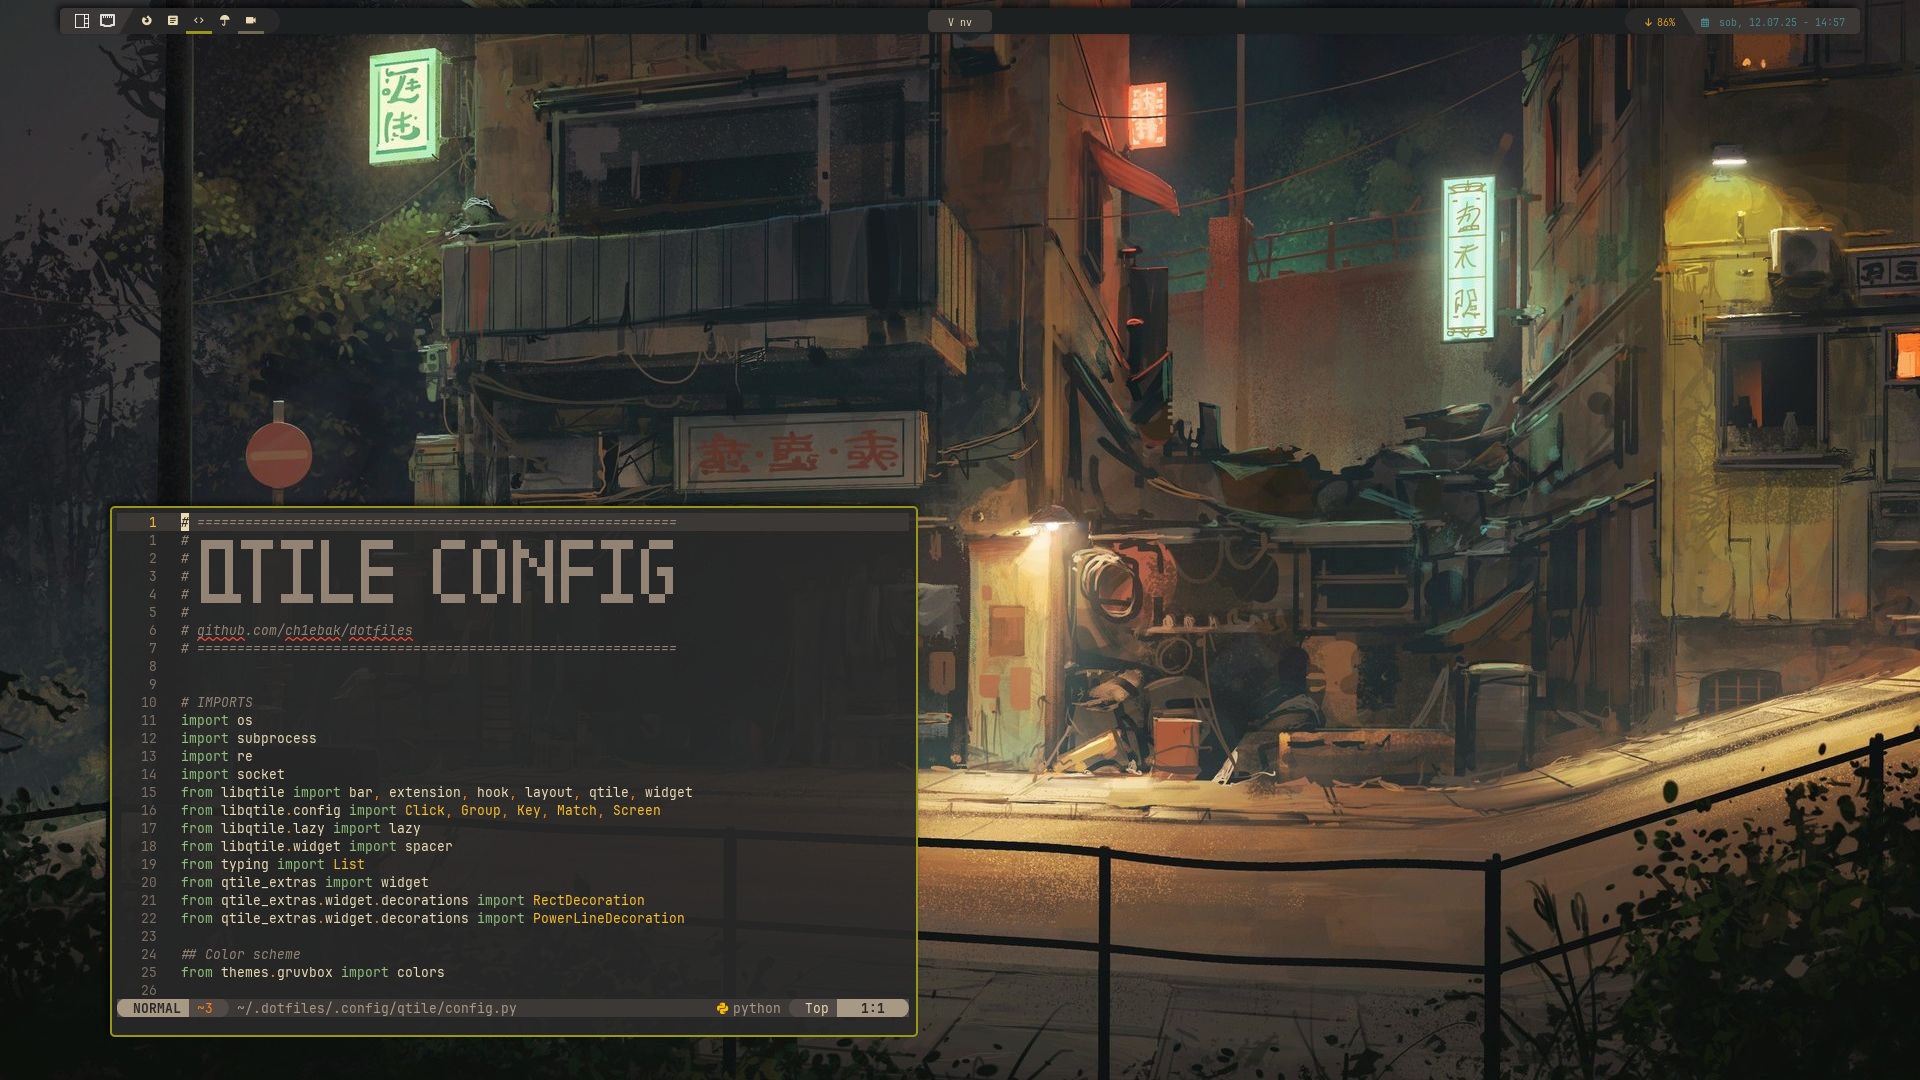 V nv
86%
sob, 12.07.25 - 14:57
1 # ============================================================
1 #
2 # QTILE CONFIG
3 #
4 #
5 #
6 # github.com/ch1ebak/dotfiles
7 # ============================================================
8
9
10 # IMPORTS
11 import os
12 import subprocess
13 import re
14 import socket
15 from libqtile import bar, extension, hook, layout, qtile, widget
16 from libqtile.config import Click, Group, Key, Match, Screen
17 from libqtile.lazy import lazy
18 from libqtile.widget import spacer
19 from typing import List
20 from qtile_extras import widget
21 from qtile_extras.widget.decorations import RectDecoration
22 from qtile_extras.widget.decorations import PowerLineDecoration
23
24 ## Color scheme
25 from themes.gruvbox import colors
26
NORMAL ~3 ~/.dotfiles/.config/qtile/config.py python Top 1:1